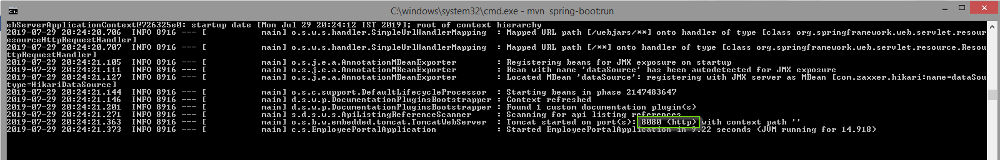 C:\windows\system32\cmd.exe - mvn spring-boot:run
ebServerApplicationContext@726325e0: startup date [Mon Jul 29 20:24:12 IST 2019]; root of context hierarchy
2019-07-29 20:24:20.706  INFO 8916 --- [           main] o.s.w.s.handler.SimpleUrlHandlerMapping  : Mapped URL path [/webjars/**] onto handler of type [class org.springframework.web.servlet.resour
esourceHttpRequestHandler]
2019-07-29 20:24:20.707  INFO 8916 --- [           main] o.s.w.s.handler.SimpleUrlHandlerMapping  : Mapped URL path [/**] onto handler of type [class org.springframework.web.servlet.resource.Resou
ttpRequestHandler]
2019-07-29 20:24:21.105  INFO 8916 --- [           main] o.s.j.e.a.AnnotationMBeanExporter        : Registering beans for JMX exposure on startup
2019-07-29 20:24:21.111  INFO 8916 --- [           main] o.s.j.e.a.AnnotationMBeanExporter        : Bean with name 'dataSource' has been autodetected for JMX exposure
2019-07-29 20:24:21.127  INFO 8916 --- [           main] o.s.j.e.a.AnnotationMBeanExporter        : Located MBean 'dataSource': registering with JMX server as MBean [com.zaxxer.hikari:name=dataSou
type=HikariDataSource]
2019-07-29 20:24:21.144  INFO 8916 --- [           main] o.s.c.support.DefaultLifecycleProcessor  : Starting beans in phase 2147483647
2019-07-29 20:24:21.146  INFO 8916 --- [           main] d.s.w.p.DocumentationPluginsBootstrapper : Context refreshed
2019-07-29 20:24:21.201  INFO 8916 --- [           main] d.s.w.p.DocumentationPluginsBootstrapper : Found 1 custom documentation plugin(s)
2019-07-29 20:24:21.271  INFO 8916 --- [           main] s.d.s.w.s.ApiListingReferenceScanner     : Scanning for api listing references
2019-07-29 20:24:21.363  INFO 8916 --- [           main] o.s.b.w.embedded.tomcat.TomcatWebServer  : Tomcat started on port(s): 8080 (http) with context path ''
2019-07-29 20:24:21.373  INFO 8916 --- [           main] c.s.EmployeePortalApplication            : Started EmployeePortalApplication in 9.22 seconds (JVM running for 14.918)